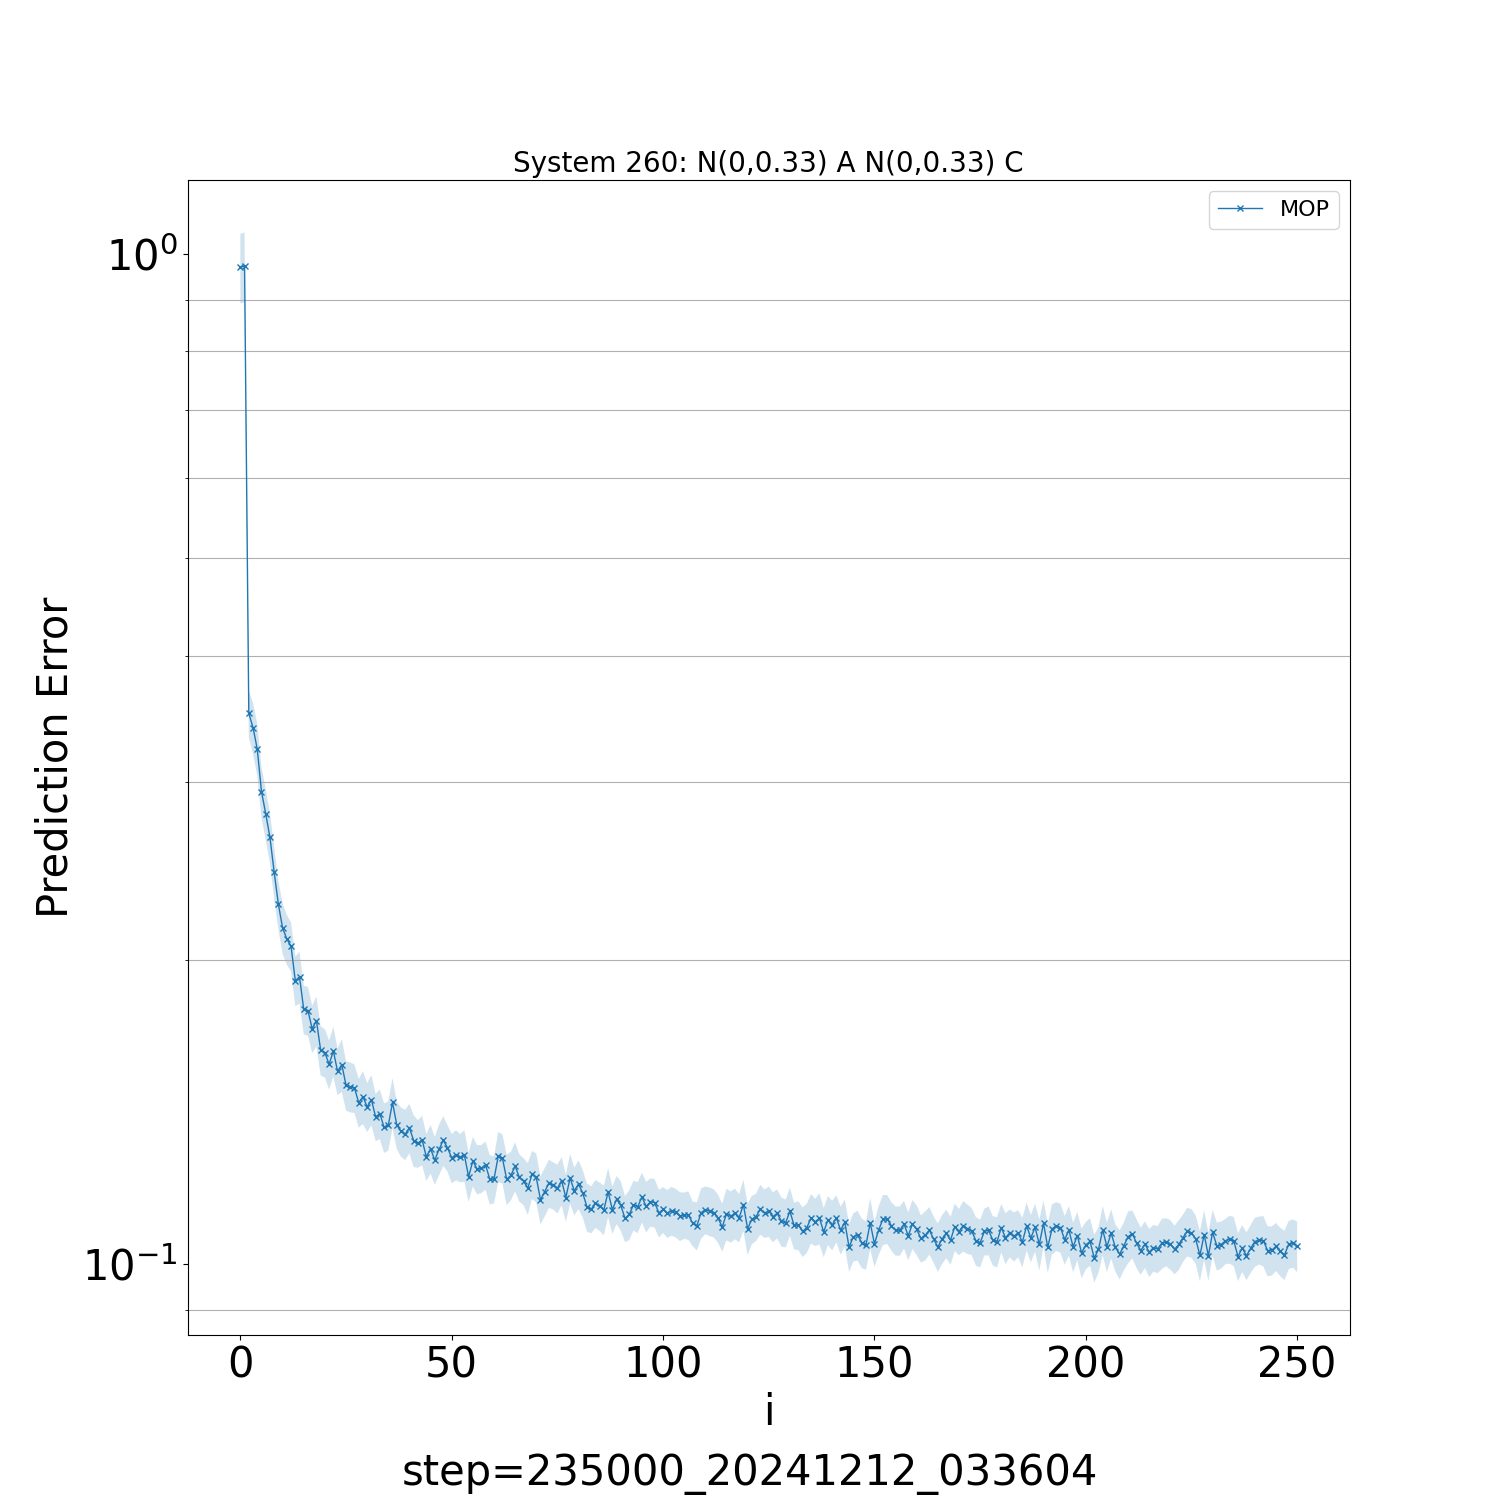 System 260: N(0,0.33) A N(0,0.33) C
MOP
10⁰
Prediction Error
10⁻¹
0 50 100 150 200 250
i
step=235000_20241212_033604